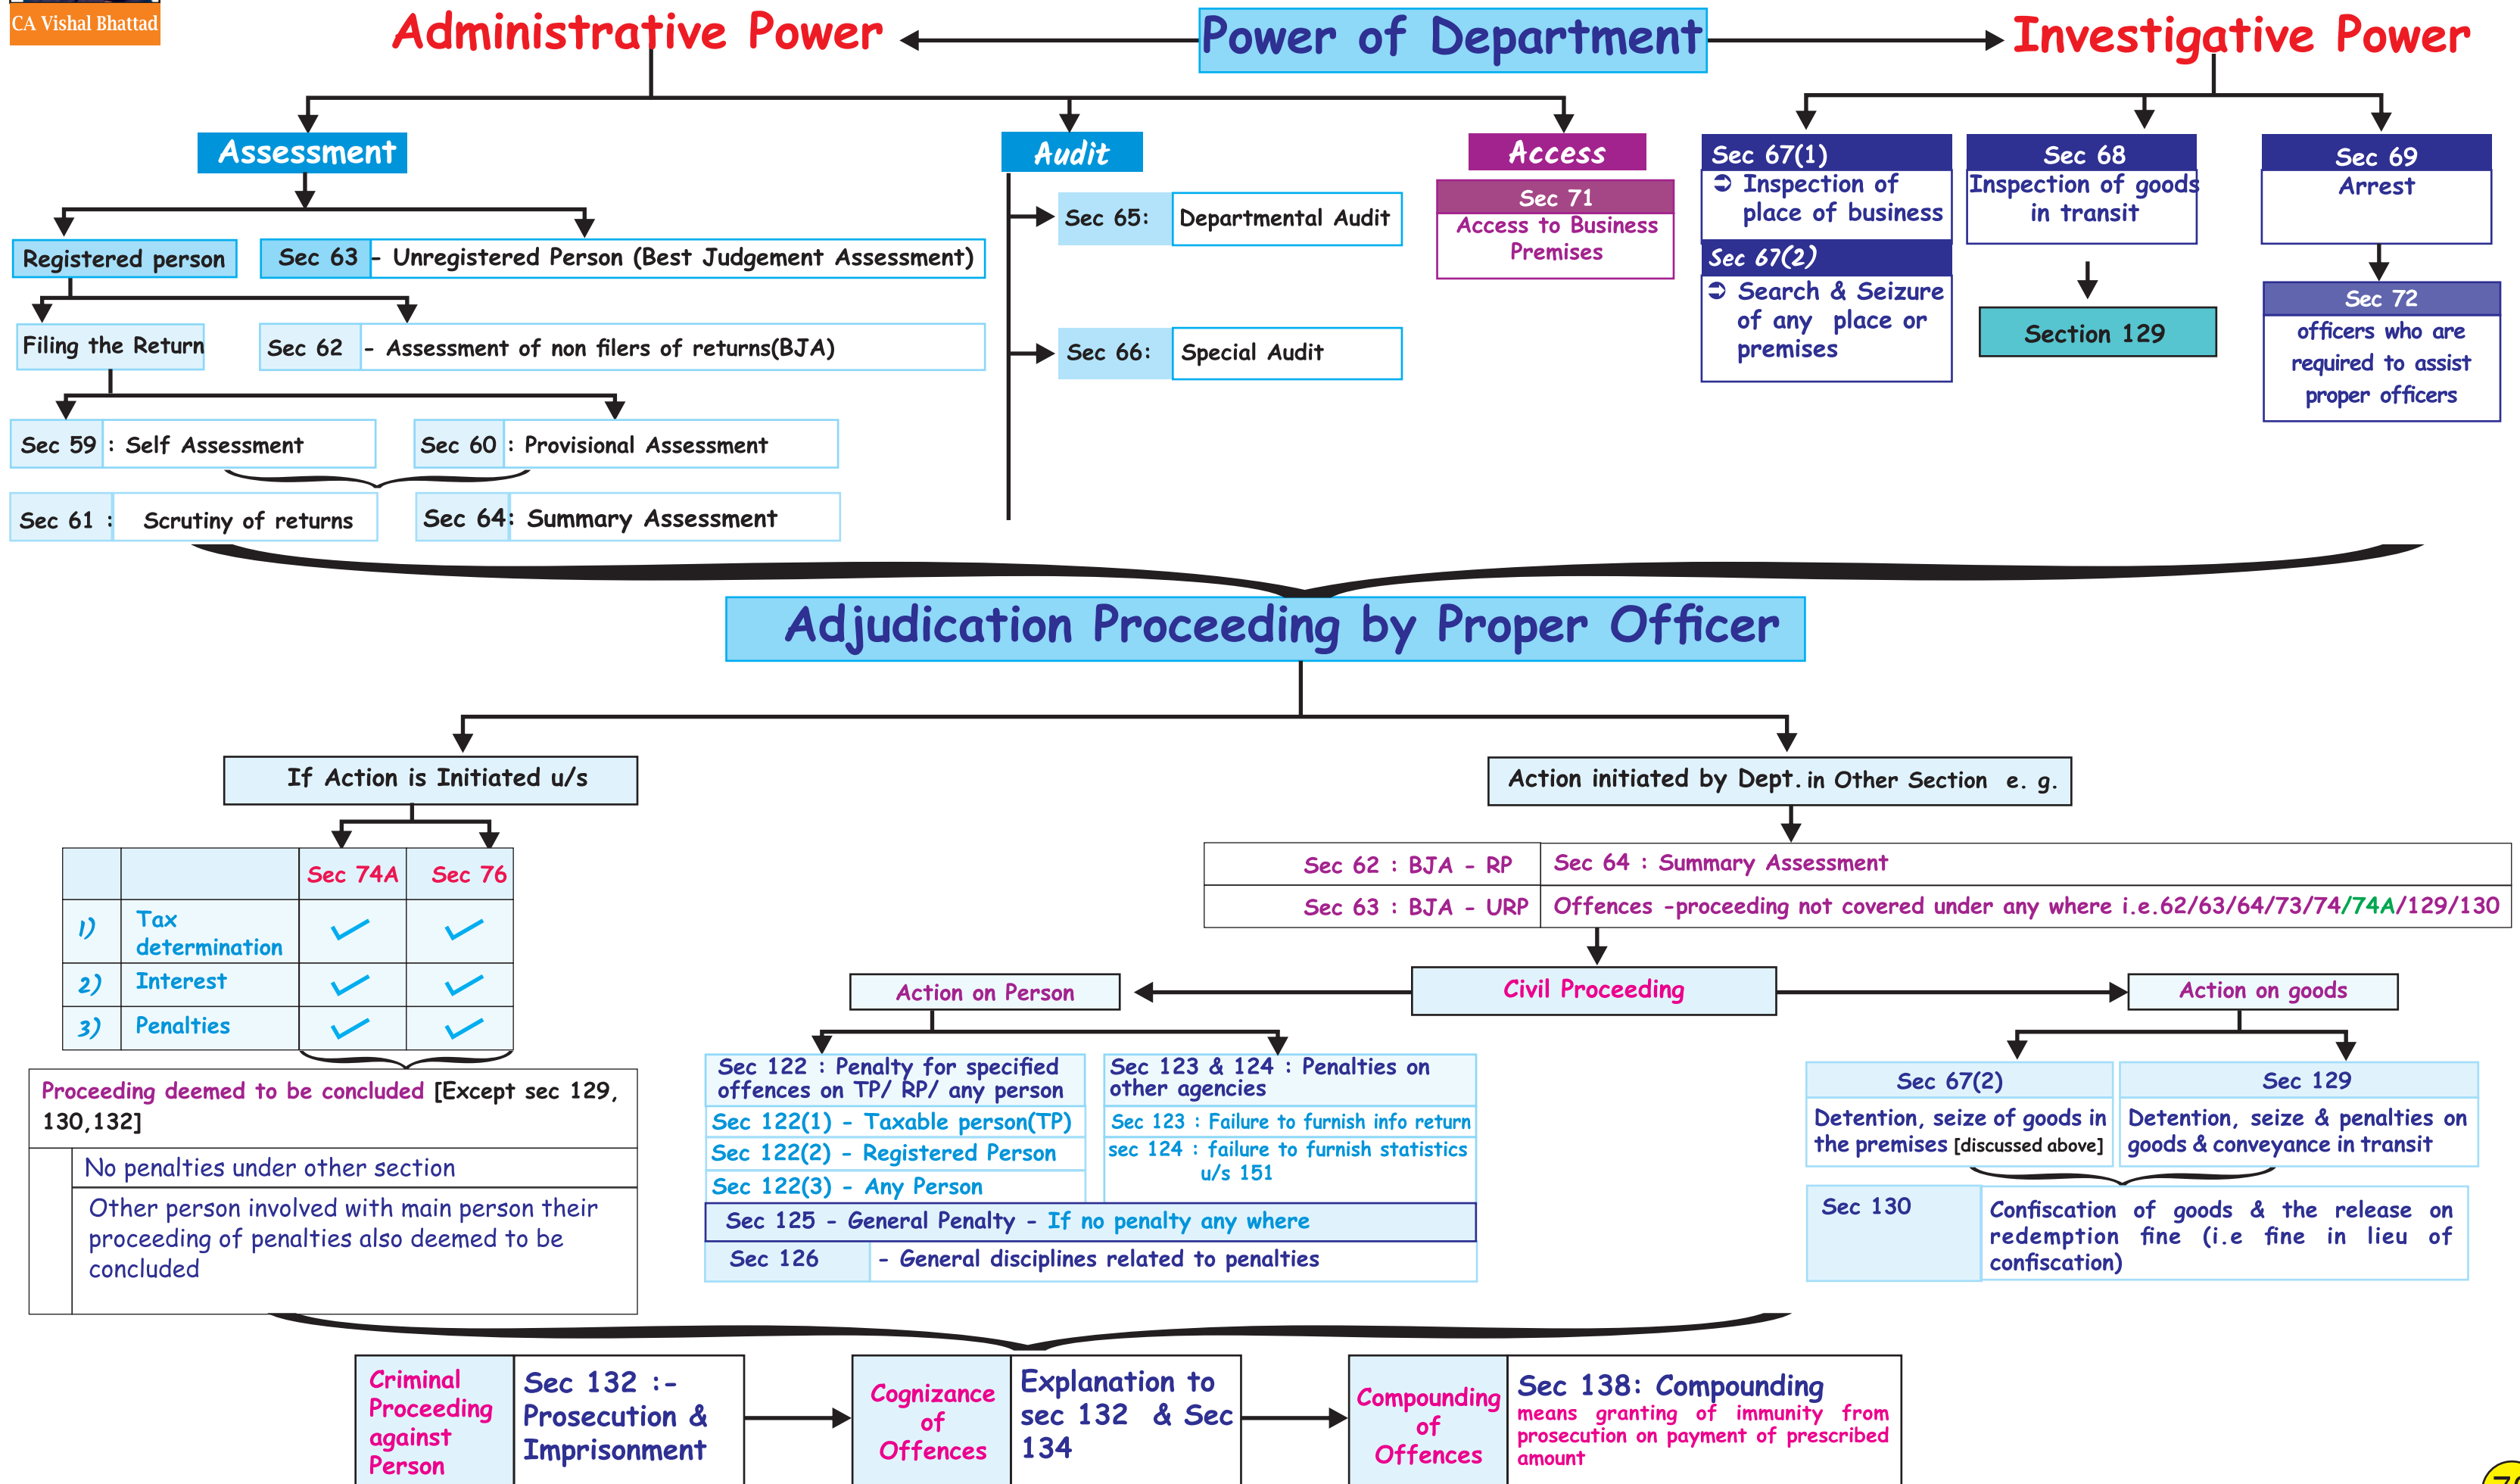 CA Vishal Bhattad
Administrative Power
Power of Department
Investigative Power
Assessment
Audit
Access
Sec 67(1)
Inspection of
place of business
Sec 67(2)
Search & Seizure
of any place or
premises
Sec 68
Inspection of goods
in transit
Section 129
Sec 69
Arrest
Sec 72
officers who are
required to assist
proper officers
Sec 71
Access to Business
Premises
Sec 65: Departmental Audit
Sec 66: Special Audit
Registered person
Sec 63 - Unregistered Person (Best Judgement Assessment)
Filing the Return
Sec 62 - Assessment of non filers of returns(BJA)
Sec 59 : Self Assessment
Sec 60 : Provisional Assessment
Sec 61 : Scrutiny of returns
Sec 64: Summary Assessment
Adjudication Proceeding by Proper Officer
If Action is Initiated u/s
Sec 74A Sec 76
1) Tax
determination
2) Interest
3) Penalties
Proceeding deemed to be concluded [Except sec 129,
130,132]
No penalties under other section
Other person involved with main person their
proceeding of penalties also deemed to be
concluded
Action initiated by Dept. in Other Section e. g.
Sec 62 : BJA - RP Sec 64 : Summary Assessment
Sec 63 : BJA - URP Offences -proceeding not covered under any where i.e.62/63/64/73/74/74A/129/130
Action on Person
Civil Proceeding
Action on goods
Sec 122 : Penalty for specified
offences on TP/ RP/ any person
Sec 122(1) - Taxable person(TP)
Sec 122(2) - Registered Person
Sec 122(3) - Any Person
Sec 123 & 124 : Penalties on
other agencies
Sec 123 : Failure to furnish info return
sec 124 : failure to furnish statistics
u/s 151
Sec 125 - General Penalty - If no penalty any where
Sec 126 - General disciplines related to penalties
Sec 67(2)
Detention, seize of goods in
the premises [discussed above]
Sec 129
Detention, seize & penalties on
goods & conveyance in transit
Sec 130 Confiscation of goods & the release on
redemption fine (i.e fine in lieu of
confiscation)
Criminal
Proceeding
against
Person
Sec 132 :-
Prosecution &
Imprisonment
Cognizance
of
Offences
Explanation to
sec 132 & Sec
134
Compounding
of
Offences
Sec 138: Compounding
means granting of immunity from
prosecution on payment of prescribed
amount